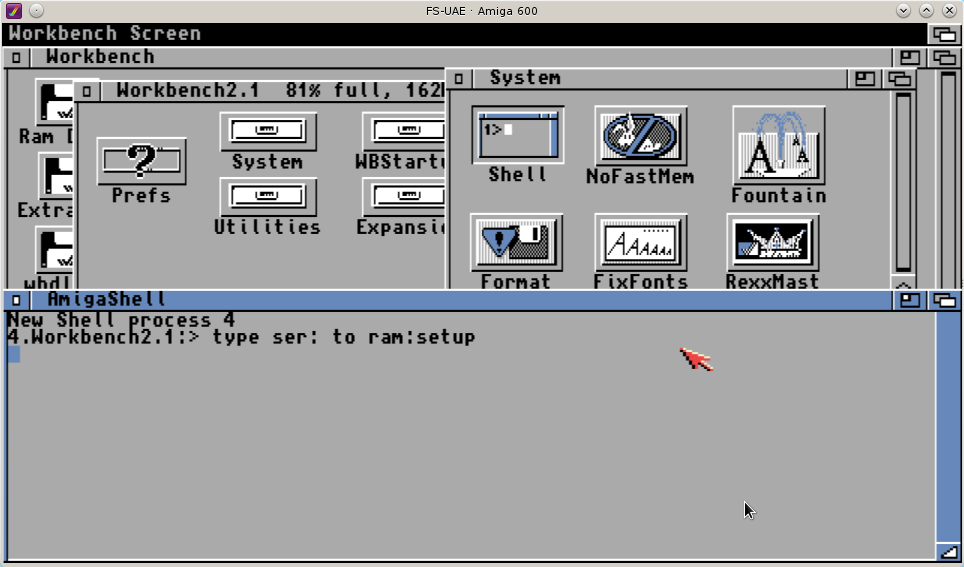 FS-UAE · Amiga 600
Workbench Screen
Workbench
Workbench2.1 81% full, 162
System
Ram
Prefs
System
WBStartu
Extra
Utilities
Expansi
whdl
1>
Shell
NoFastMem
Fountain
Format
FixFonts
RexxMast
AmigaShell
New Shell process 4
4.Workbench2.1:> type ser: to ram:setup